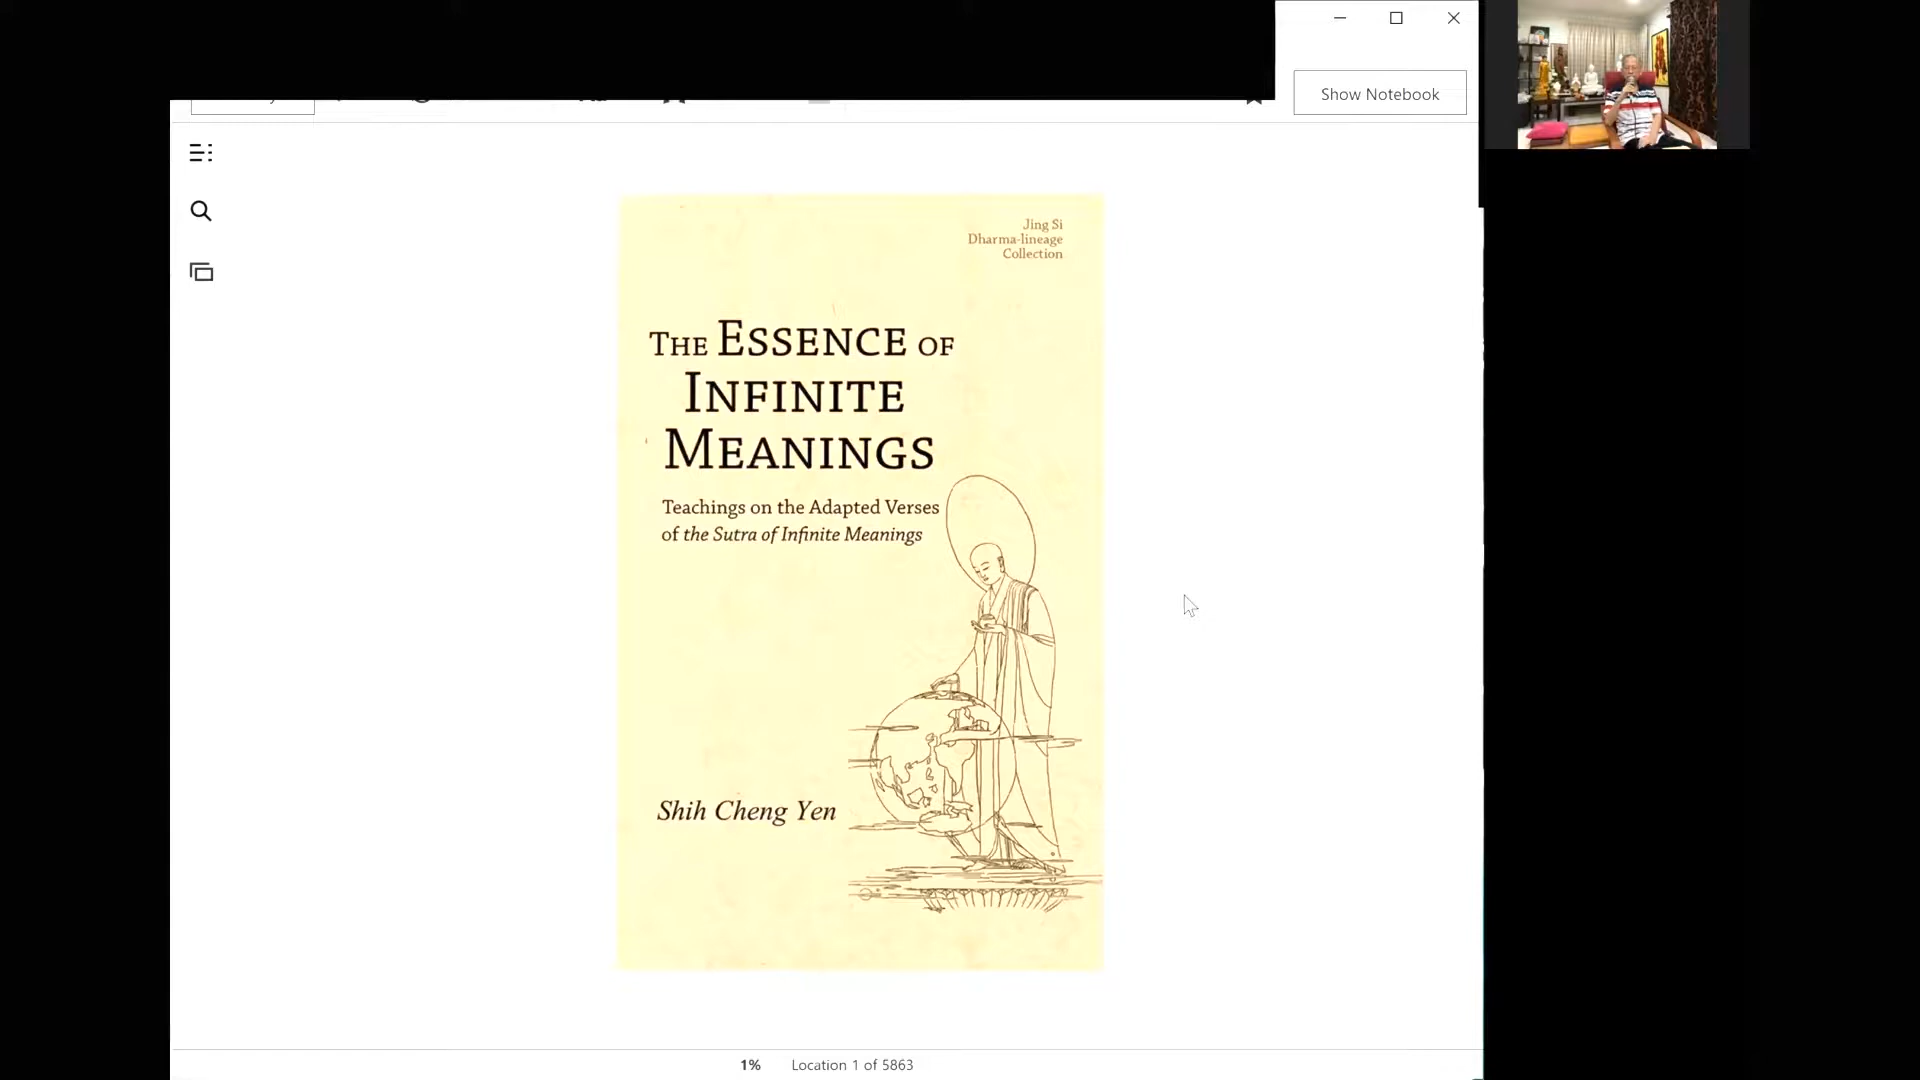 Show Notebook
Jing Si
Dharma-lineage
Collection
The Essence of
Infinite
Meanings
Teachings on the Adapted Verses
of the Sutra of Infinite Meanings
Shih Cheng Yen
1% Location 1 of 5863